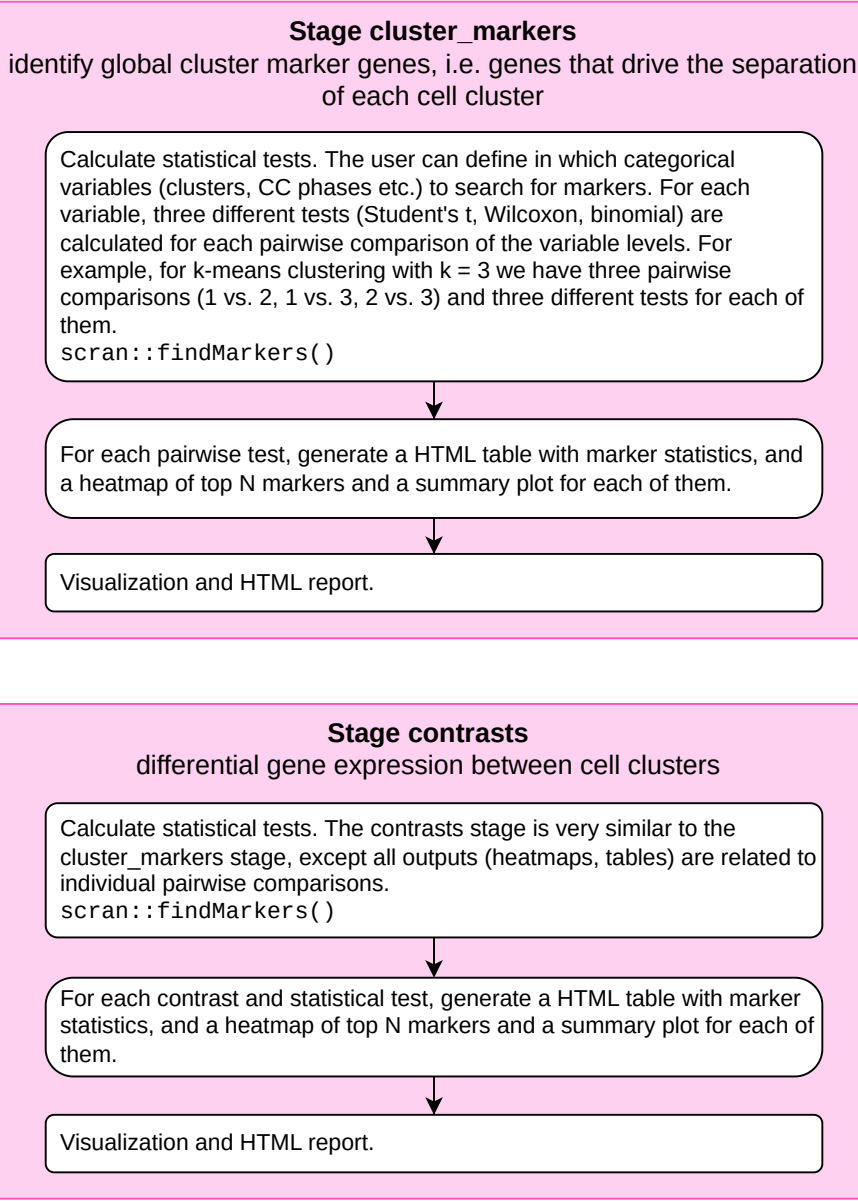 Stage cluster_markers
identify global cluster marker genes, i.e. genes that drive the separation
of each cell cluster
Calculate statistical tests. The user can define in which categorical
variables (clusters, CC phases etc.) to search for markers. For each
variable, three different tests (Student's t, Wilcoxon, binomial) are
calculated for each pairwise comparison of the variable levels. For
example, for k-means clustering with k = 3 we have three pairwise
comparisons (1 vs. 2, 1 vs. 3, 2 vs. 3) and three different tests for each of
them.
scran::findMarkers()
For each pairwise test, generate a HTML table with marker statistics, and
a heatmap of top N markers and a summary plot for each of them.
Visualization and HTML report.
Stage contrasts
differential gene expression between cell clusters
Calculate statistical tests. The contrasts stage is very similar to the
cluster_markers stage, except all outputs (heatmaps, tables) are related to
individual pairwise comparisons.
scran::findMarkers()
For each contrast and statistical test, generate a HTML table with marker
statistics, and a heatmap of top N markers and a summary plot for each of
them.
Visualization and HTML report.